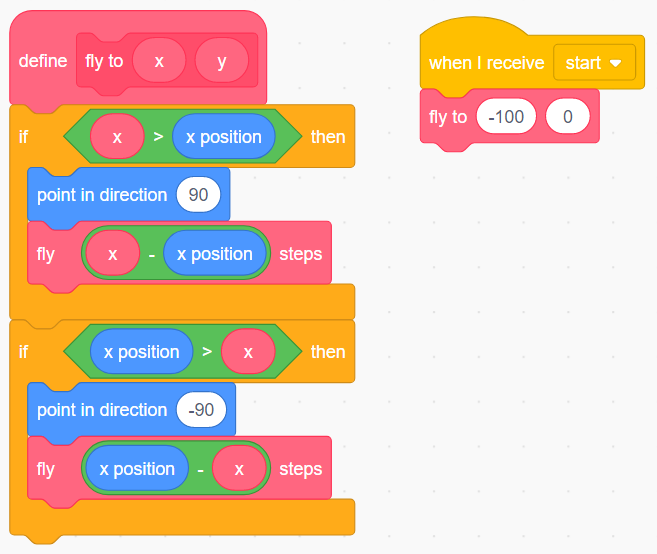 define fly to x y
if x > x position then
point in direction 90
fly x - x position steps
if x position > x then
point in direction -90
fly x position - x steps
when I receive start
fly to -100 0